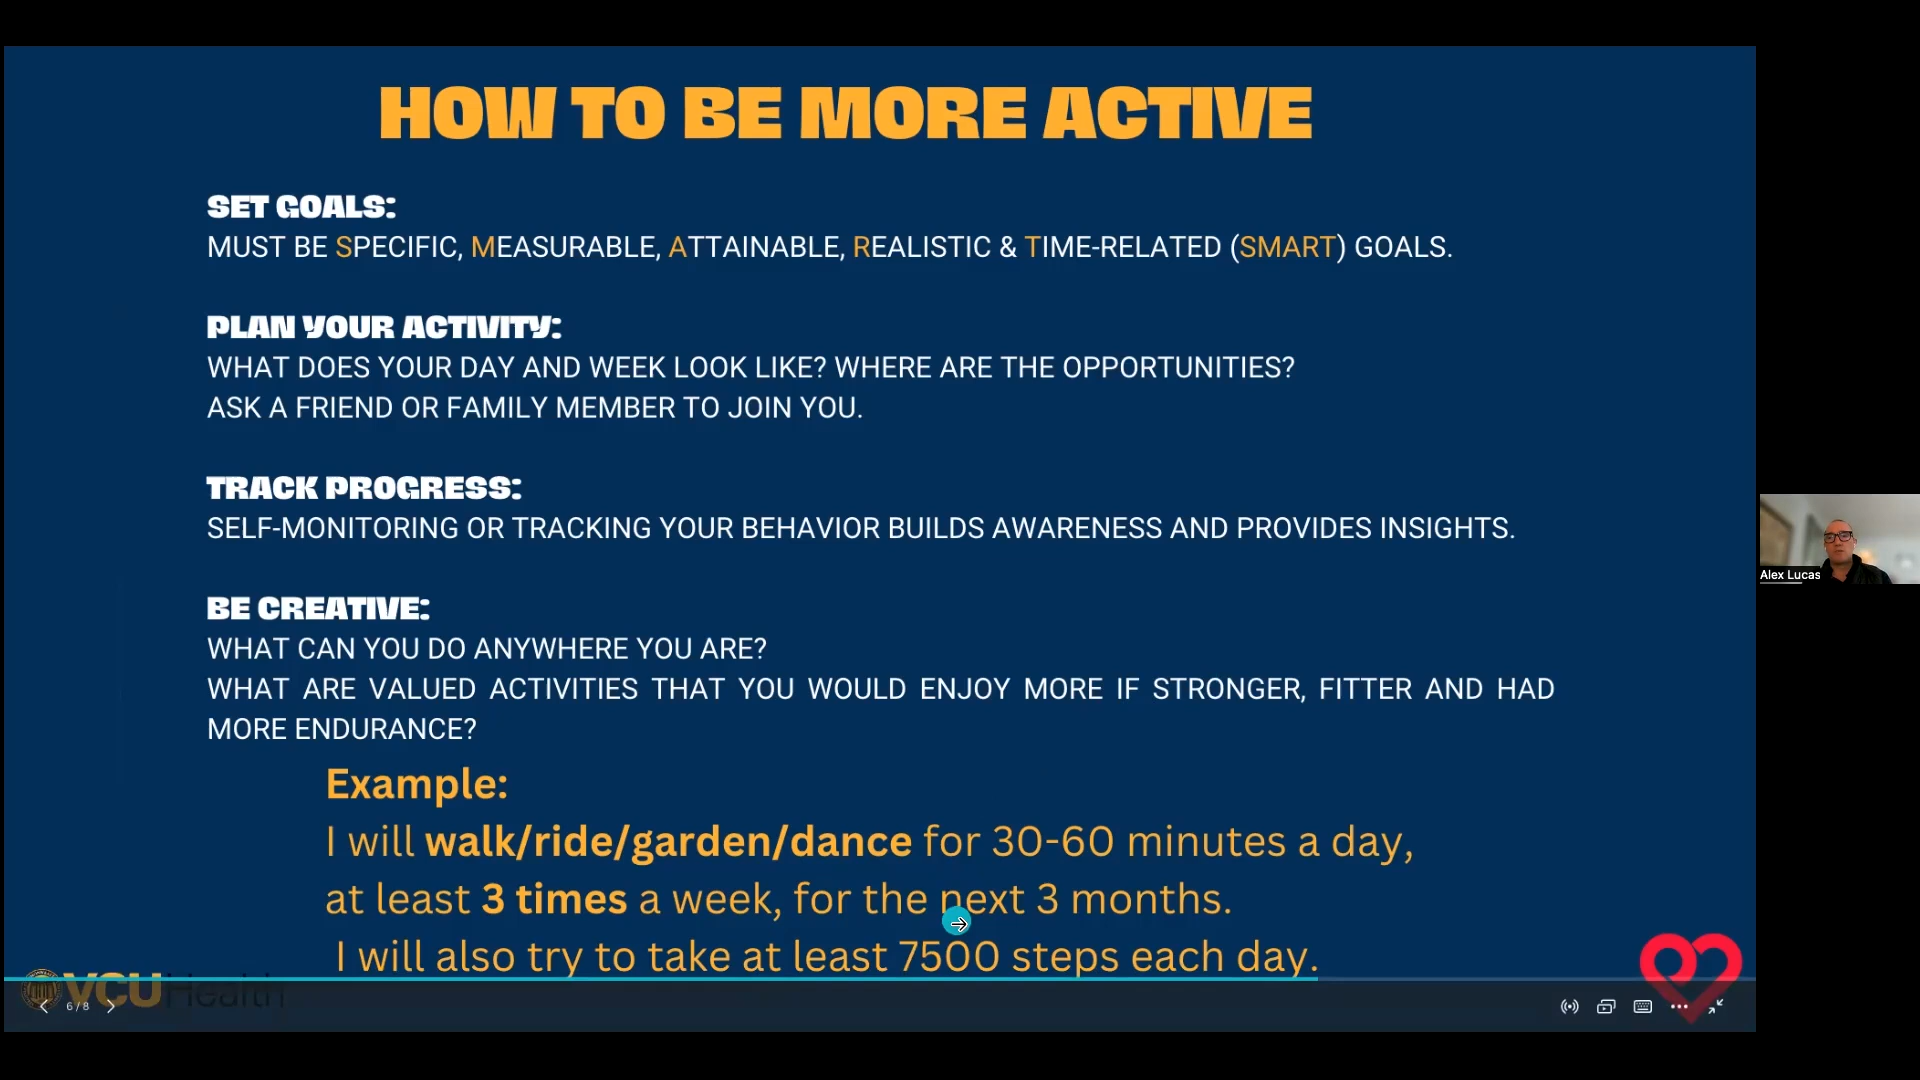 HOW TO BE MORE ACTIVE
SET GOALS:
MUST BE SPECIFIC, MEASURABLE, ATTAINABLE, REALISTIC & TIME-RELATED (SMART) GOALS.
PLAN YOUR ACTIVITY:
WHAT DOES YOUR DAY AND WEEK LOOK LIKE? WHERE ARE THE OPPORTUNITIES?
ASK A FRIEND OR FAMILY MEMBER TO JOIN YOU.
TRACK PROGRESS:
SELF-MONITORING OR TRACKING YOUR BEHAVIOR BUILDS AWARENESS AND PROVIDES INSIGHTS.
Alex Lucas
BE CREATIVE:
WHAT CAN YOU DO ANYWHERE YOU ARE?
WHAT ARE VALUED ACTIVITIES THAT YOU WOULD ENJOY MORE IF STRONGER, FITTER AND HAD
MORE ENDURANCE?
Example:
I will walk/ride/garden/dance for 30-60 minutes a day,
at least 3 times a week, for the next 3 months.
I will also try to take at least 7500 steps each day.
VCU Health
6/8